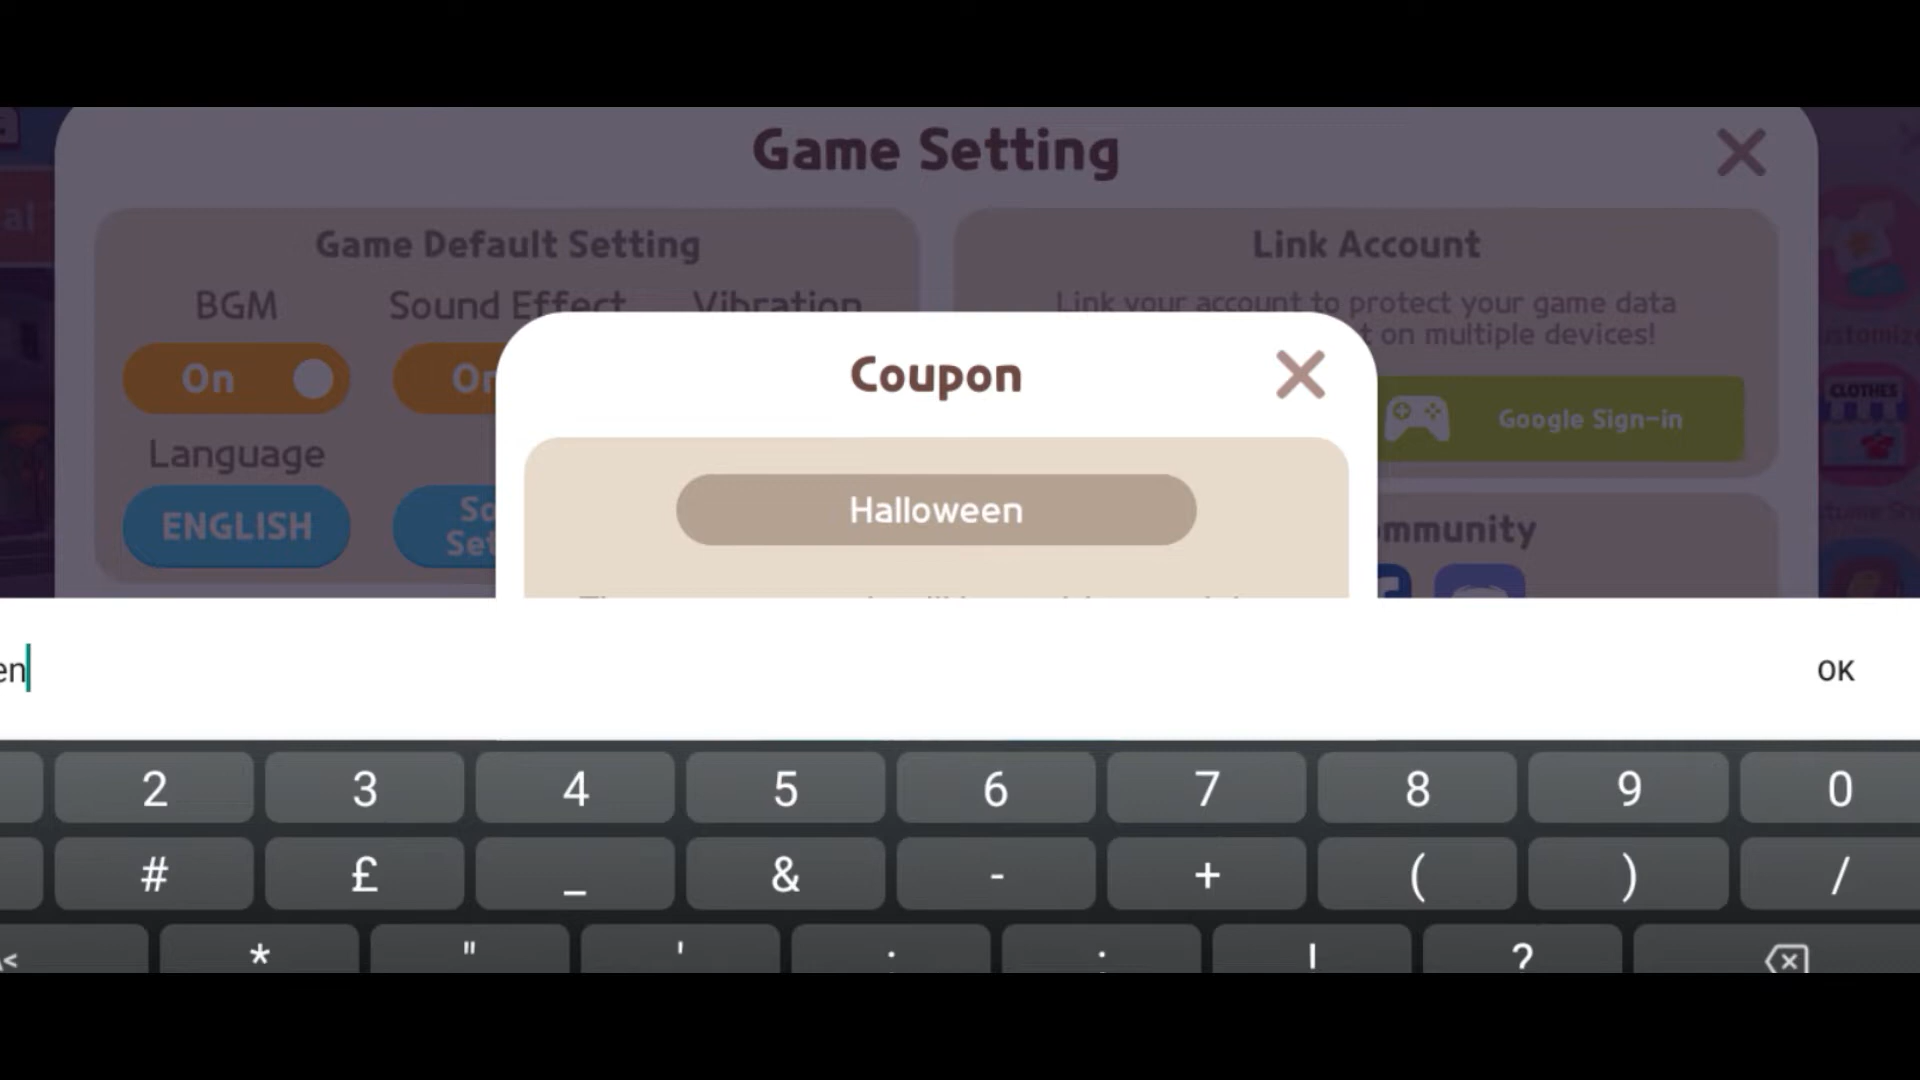 Game Setting
Game Default Setting
Link Account
BGM
Sound Effect
Vibration
Link your account to protect your game data
t on multiple devices!
On
On
Coupon
CLOTHES
Google Sign-in
Language
ENGLISH
Halloween
mmunity
en
OK
2 3 4 5 6 7 8 9 0
# £ _ & - + ( ) /
* " ' : ; ! ?